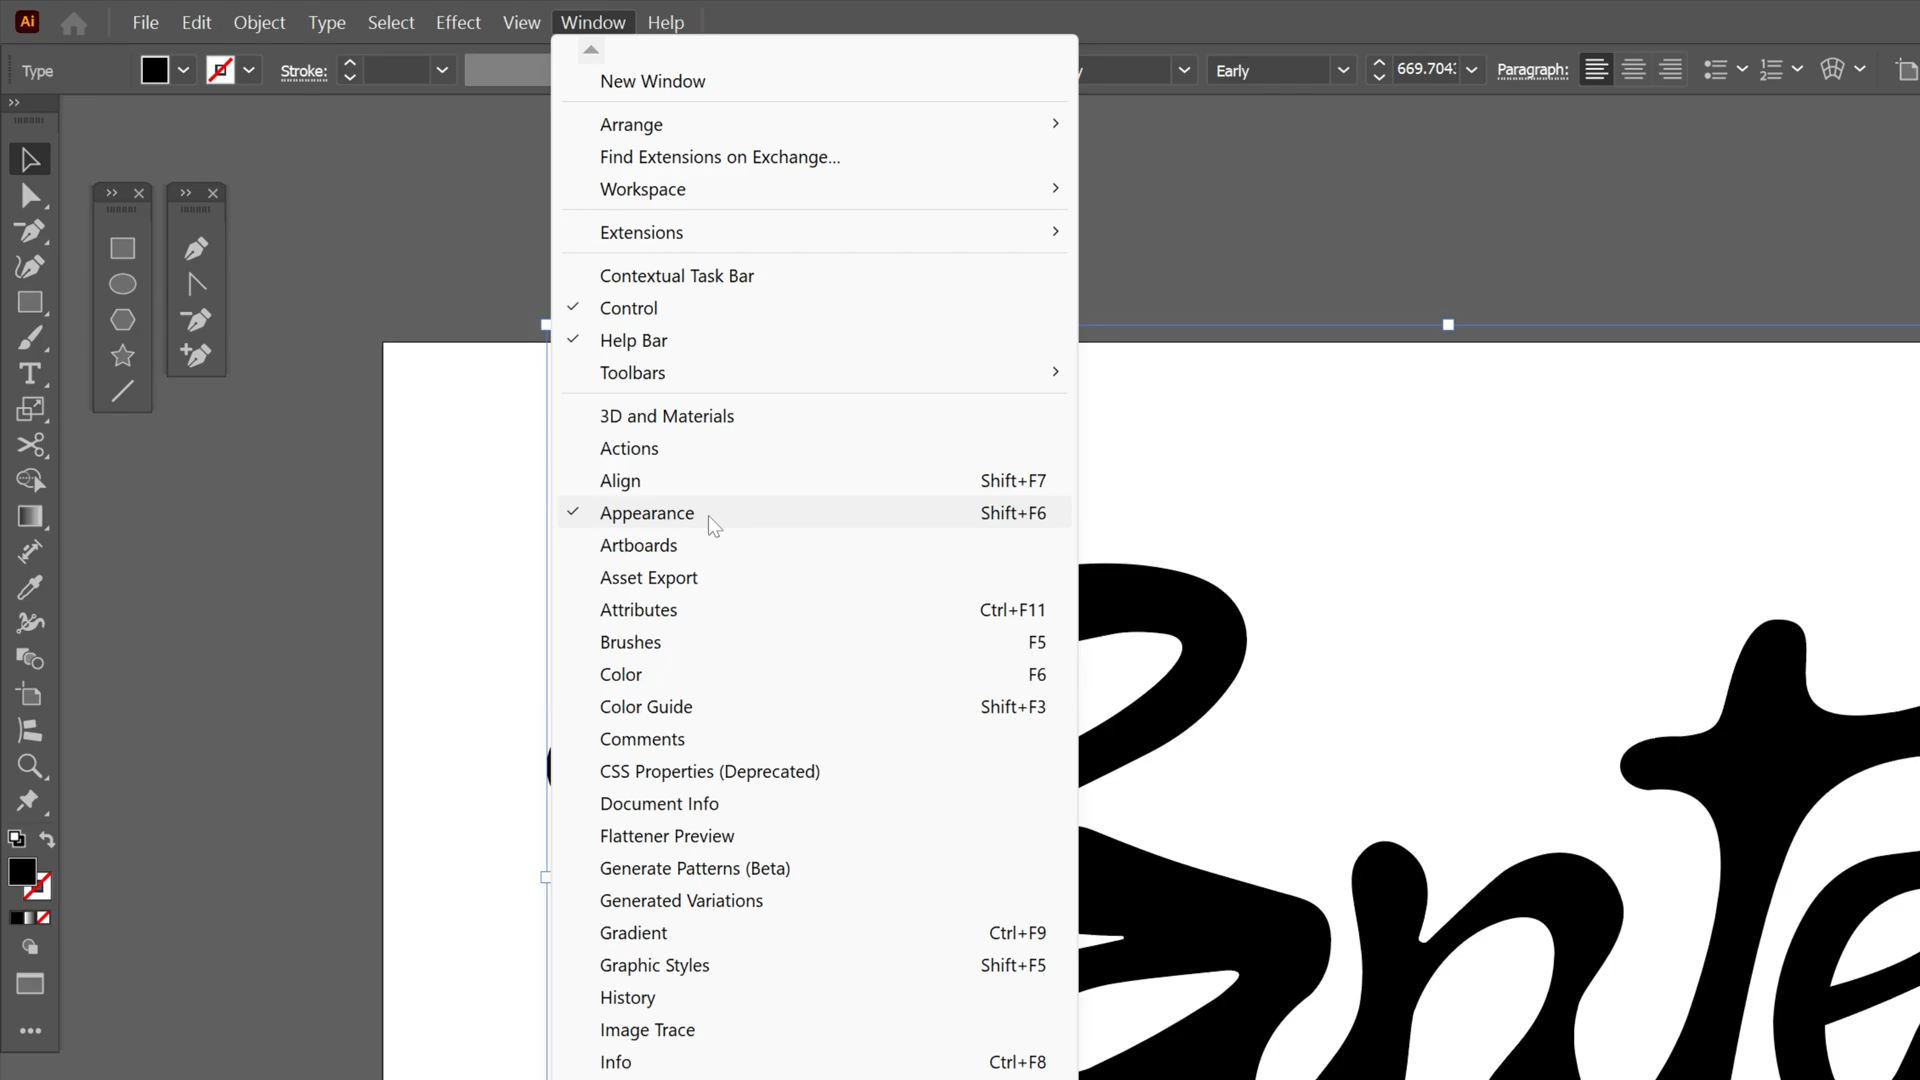 Ai File Edit Object Type Select Effect View Window Help
Type Stroke: Early 669.704 Paragraph:
New Window
Arrange
Find Extensions on Exchange...
Workspace
Extensions
Contextual Task Bar
Control
Help Bar
Toolbars
3D and Materials
Actions
Align Shift+F7
Appearance Shift+F6
Artboards
Asset Export
Attributes Ctrl+F11
Brushes F5
Color F6
Color Guide Shift+F3
Comments
CSS Properties (Deprecated)
Document Info
Flattener Preview
Generate Patterns (Beta)
Generated Variations
Gradient Ctrl+F9
Graphic Styles Shift+F5
History
Image Trace
Info Ctrl+F8